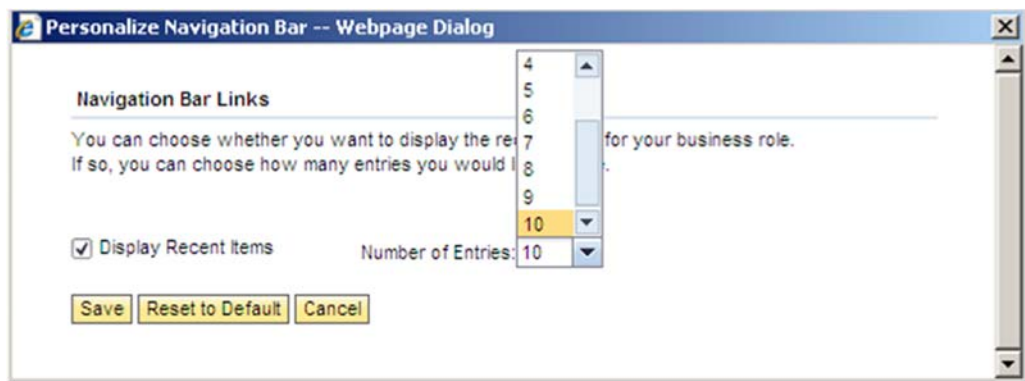 Personalize Navigation Bar -- Webpage Dialog
Navigation Bar Links
You can choose whether you want to display the re for your business role.
If so, you can choose how many entries you would
4
5
6
7
8
9
10
Display Recent Items
Number of Entries: 10
Save Reset to Default Cancel